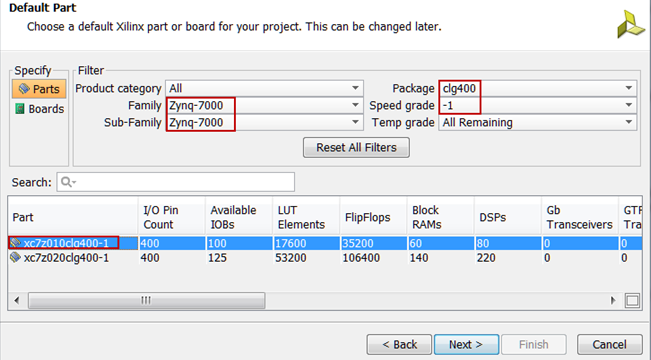 Default Part
Choose a default Xilinx part or board for your project. This can be changed later.
Specify
Parts
Boards
Filter
Product category All
Package clg400
Family Zynq-7000
Speed grade -1
Sub-Family Zynq-7000
Temp grade All Remaining
Reset All Filters
Search:
Part I/O Pin Count Available IOBs LUT Elements FlipFlops Block RAMs DSPs Gb Transceivers GTP Tra
xc7z010clg400-1 400 100 17600 35200 60 80 0 0
xc7z020clg400-1 400 125 53200 106400 140 220 0 0
< Back Next > Finish Cancel